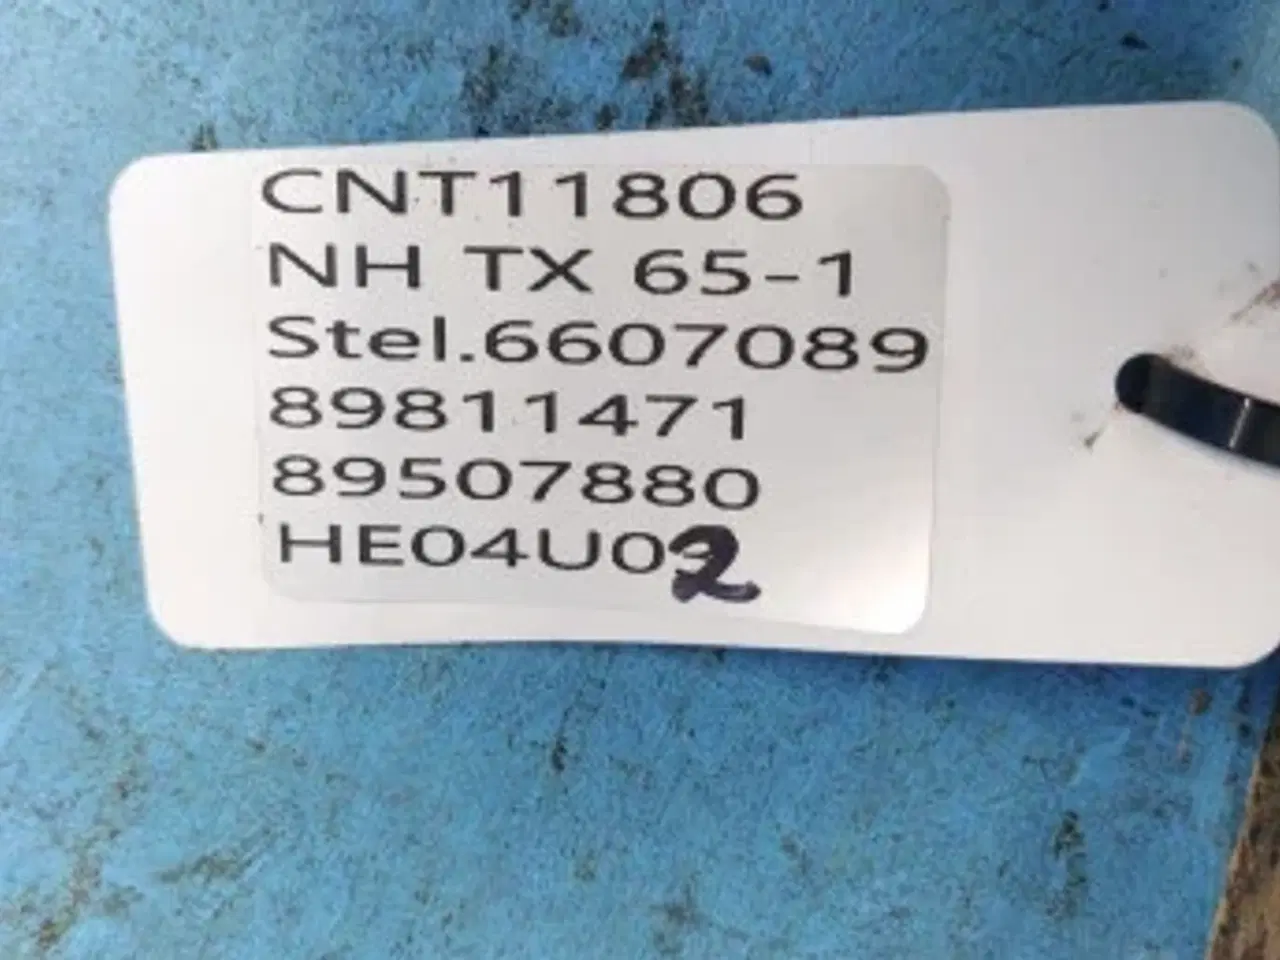 CNT11806
NH TX 65-1
Stel.6607089
89811471
89507880
HE04U02